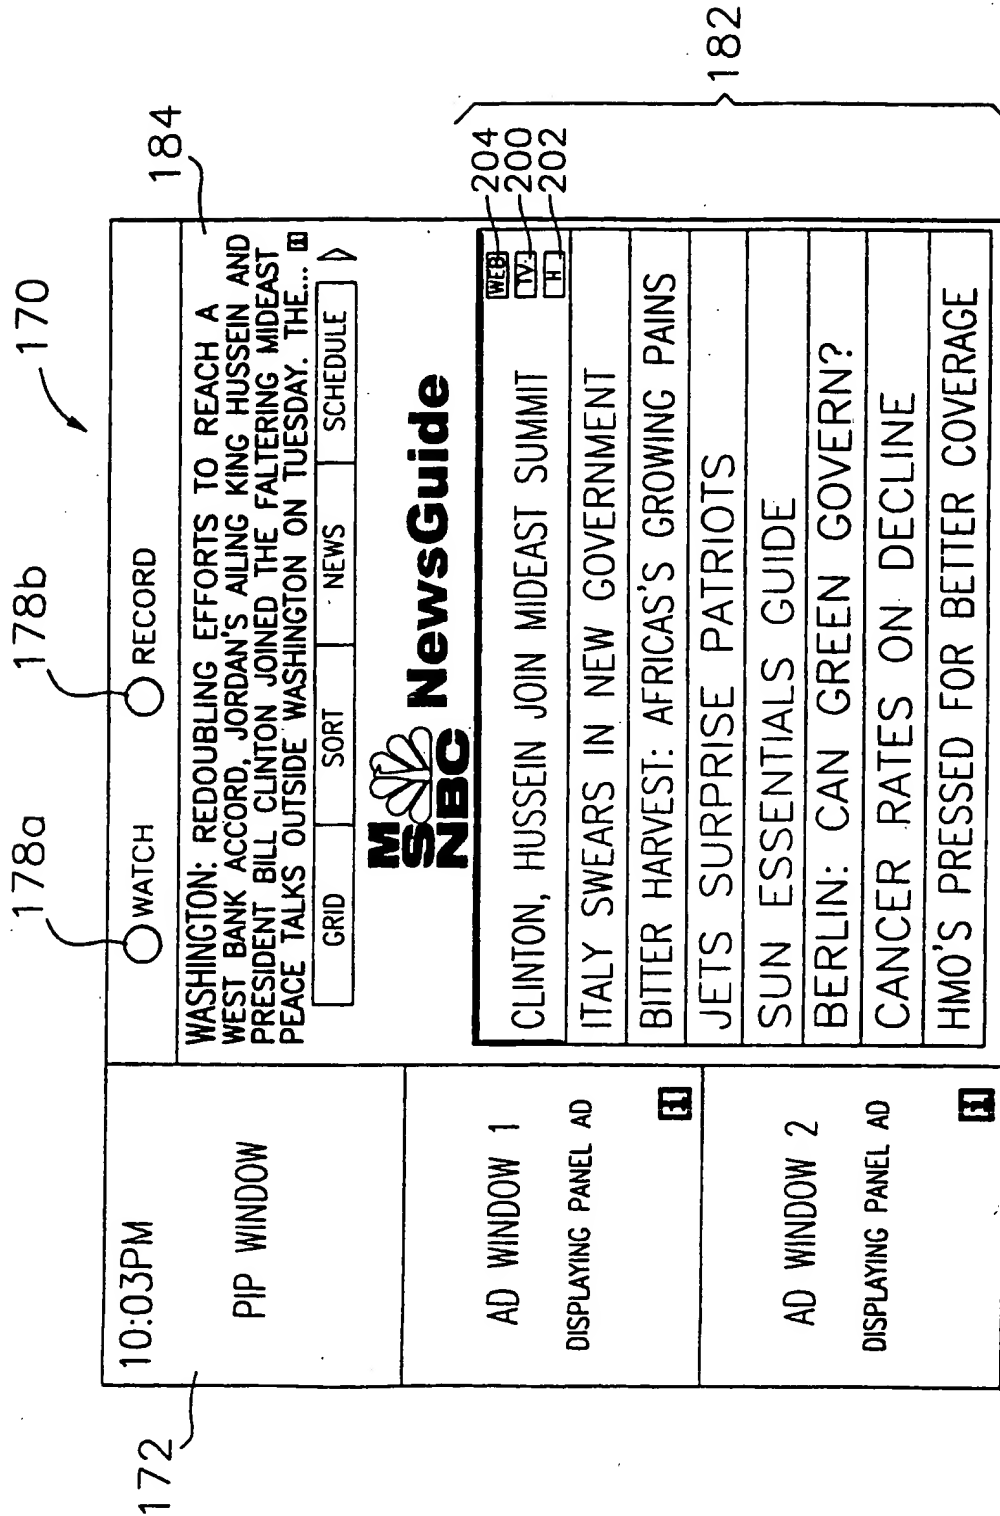 170
178a
178b
184
172
182
204
200
202
10:03PM
PIP WINDOW
AD WINDOW 1
DISPLAYING PANEL AD
AD WINDOW 2
DISPLAYING PANEL AD
WATCH
RECORD
WASHINGTON: REDOUBLING EFFORTS TO REACH A
WEST BANK ACCORD, JORDAN'S AILING KING HUSSEIN AND
PRESIDENT BILL CLINTON JOINED THE FALTERING MIDEAST
PEACE TALKS OUTSIDE WASHINGTON ON TUESDAY. THE... i
GRID SORT NEWS SCHEDULE
MSNBC NewsGuide
CLINTON, HUSSEIN JOIN MIDEAST SUMMIT
WEB
TV
H
ITALY SWEARS IN NEW GOVERNMENT
BITTER HARVEST: AFRICAS'S GROWING PAINS
JETS SURPRISE PATRIOTS
SUN ESSENTIALS GUIDE
BERLIN: CAN GREEN GOVERN?
CANCER RATES ON DECLINE
HMO'S PRESSED FOR BETTER COVERAGE